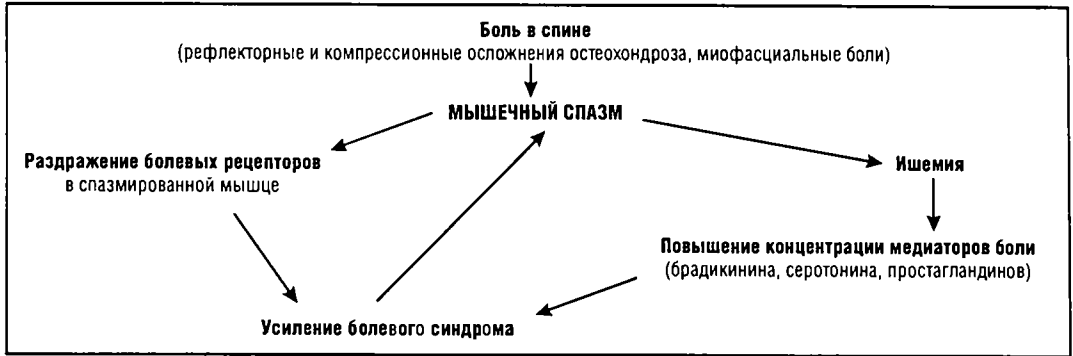 Боль в спине
(рефлекторные и компрессионные осложнения остеохондроза, миофасциальные боли)
МЫШЕЧНЫЙ СПАЗМ
Раздражение болевых рецепторов
в спазмированной мышце
Ишемия
Повышение концентрации медиаторов боли
(брадикинина, серотонина, простагландинов)
Усиление болевого синдрома